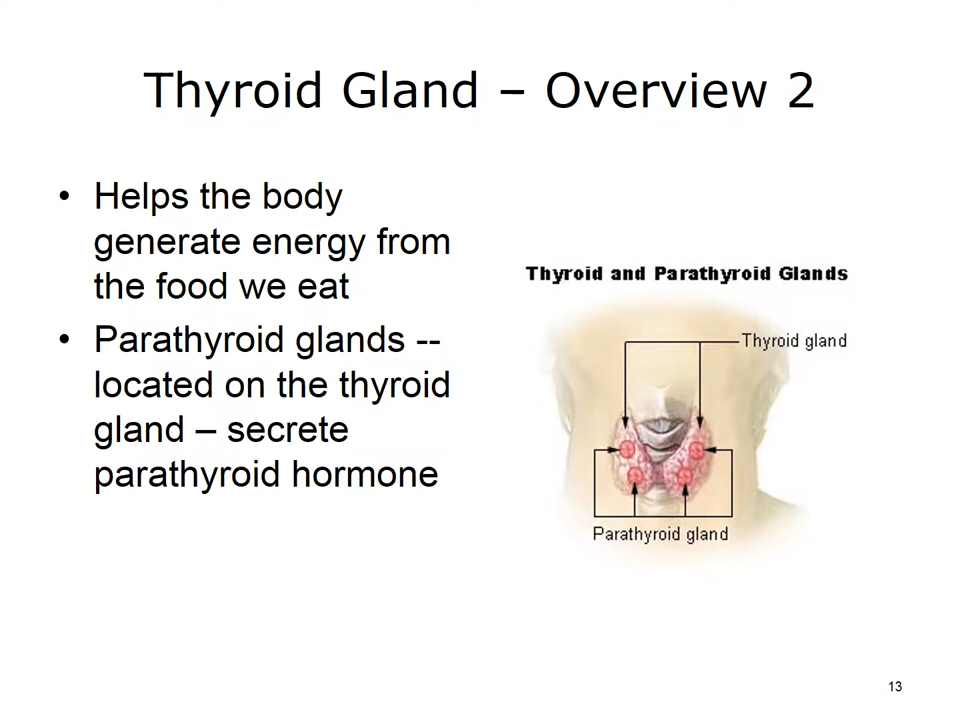 Thyroid Gland – Overview 2
• Helps the body
generate energy from
the food we eat
• Parathyroid glands --
located on the thyroid
gland – secrete
parathyroid hormone
Thyroid and Parathyroid Glands
Thyroid gland
Parathyroid gland
13